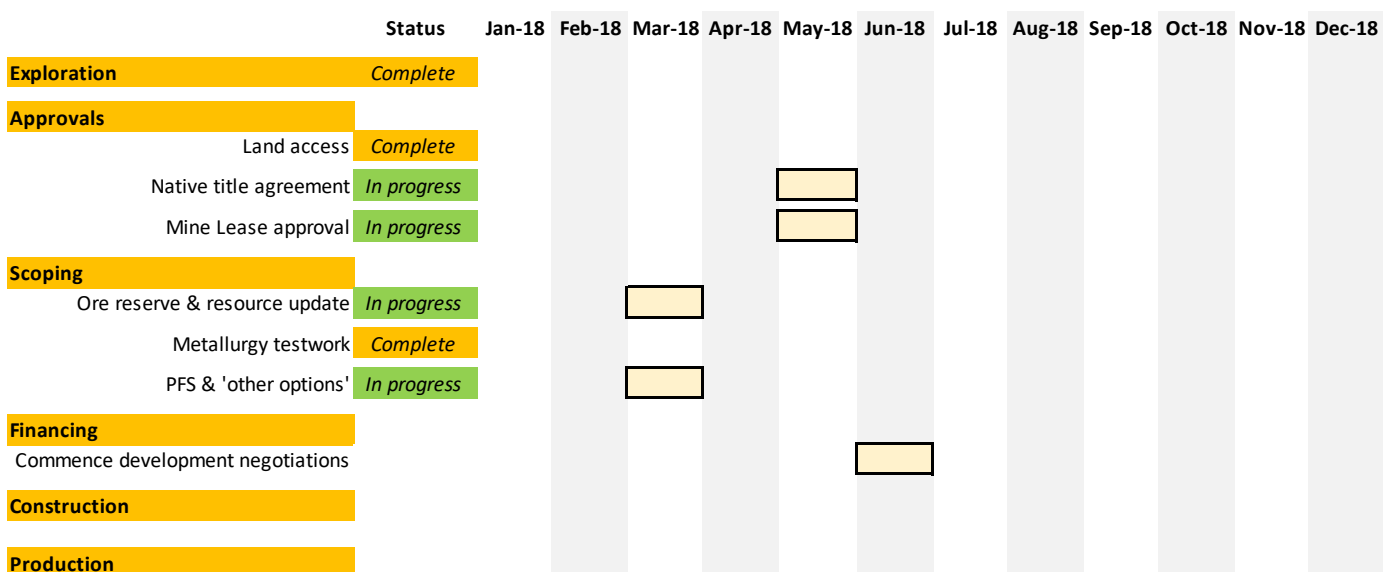 Status Jan-18 Feb-18 Mar-18 Apr-18 May-18 Jun-18 Jul-18 Aug-18 Sep-18 Oct-18 Nov-18 Dec-18
Exploration Complete
Approvals
Land access Complete
Native title agreement In progress
Mine Lease approval In progress
Scoping
Ore reserve & resource update In progress
Metallurgy testwork Complete
PFS & 'other options' In progress
Financing
Commence development negotiations
Construction
Production